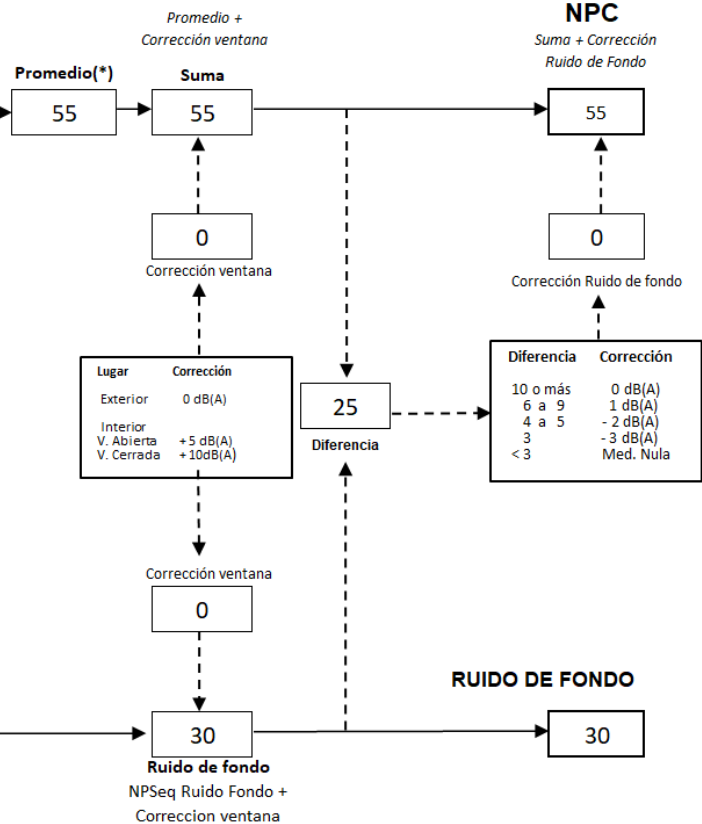 Promedio +
Corrección ventana
NPC
Suma + Corrección
Ruido de Fondo
Promedio(*)
Suma
55
55
55
0
Corrección ventana
0
Corrección Ruido de fondo
Lugar Corrección
Exterior 0 dB(A)
Interior
V. Abierta + 5 dB(A)
V. Cerrada + 10dB(A)
25
Diferencia
Diferencia Corrección
10 o más 0 dB(A)
6 a 9 1 dB(A)
4 a 5 - 2 dB(A)
3 - 3 dB(A)
< 3 Med. Nula
Corrección ventana
0
RUIDO DE FONDO
30
30
Ruido de fondo
NPSeq Ruido Fondo +
Correccion ventana